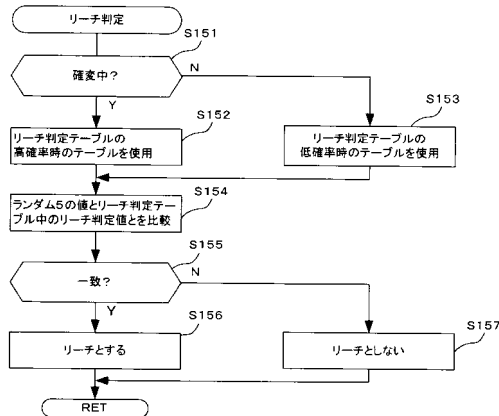 リーチ判定
S151
確変中?
N
Y
S152
S153
リーチ判定テーブルの
高確率時のテーブルを使用
リーチ判定テーブルの
低確率時のテーブルを使用
S154
ランダム5の値とリーチ判定テー
ブル中のリーチ判定値とを比較
S155
一致?
N
Y
S156
S157
リーチとする
リーチとしない
RET